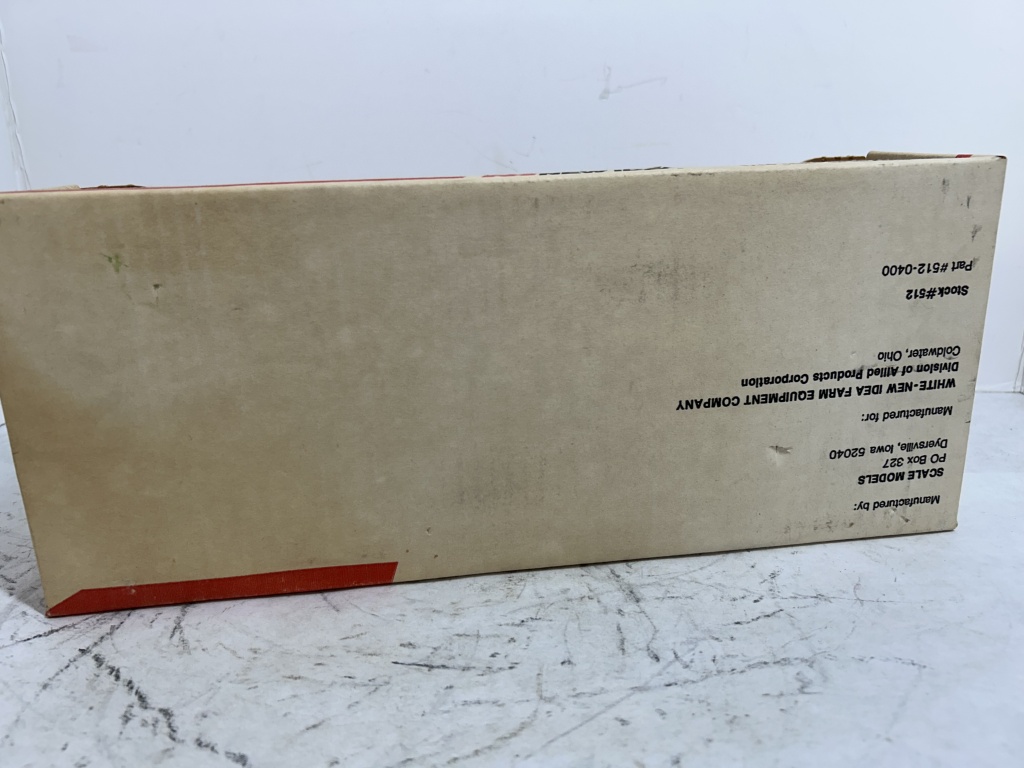 Manufactured by:
SCALE MODELS
PO Box 327
Dyersville, Iowa 52040
Manufactured for:
WHITE-NEW IDEA FARM EQUIPMENT COMPANY
Division of Allied Products Corporation
Coldwater, Ohio
Stock#512
Part #512-0400